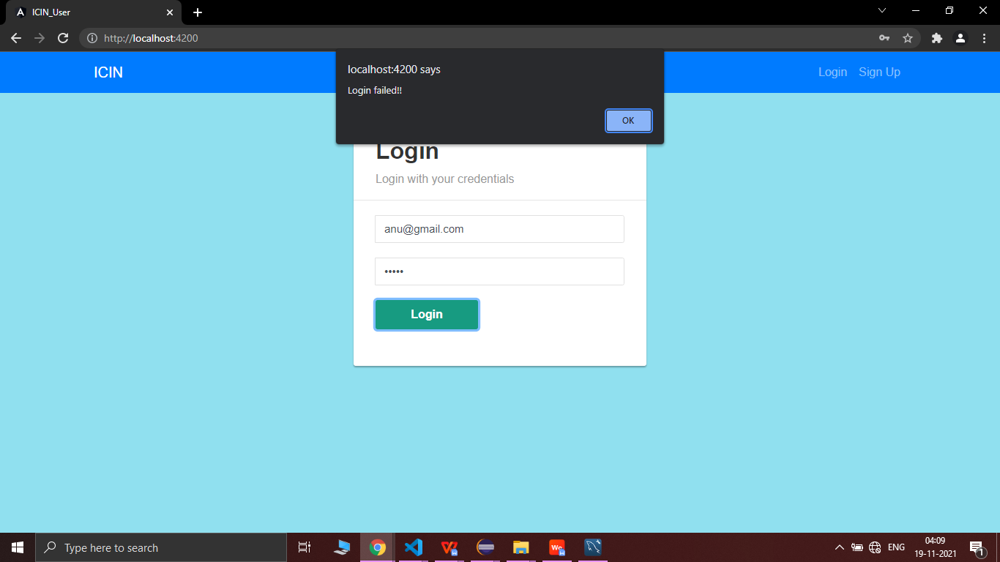 ICIN_User
http://localhost:4200
ICIN
Login
Sign Up
localhost:4200 says
Login failed!!
OK
Login
Login with your credentials
anu@gmail.com
•••••
Login
Type here to search
ENG
04:09
19-11-2021
1